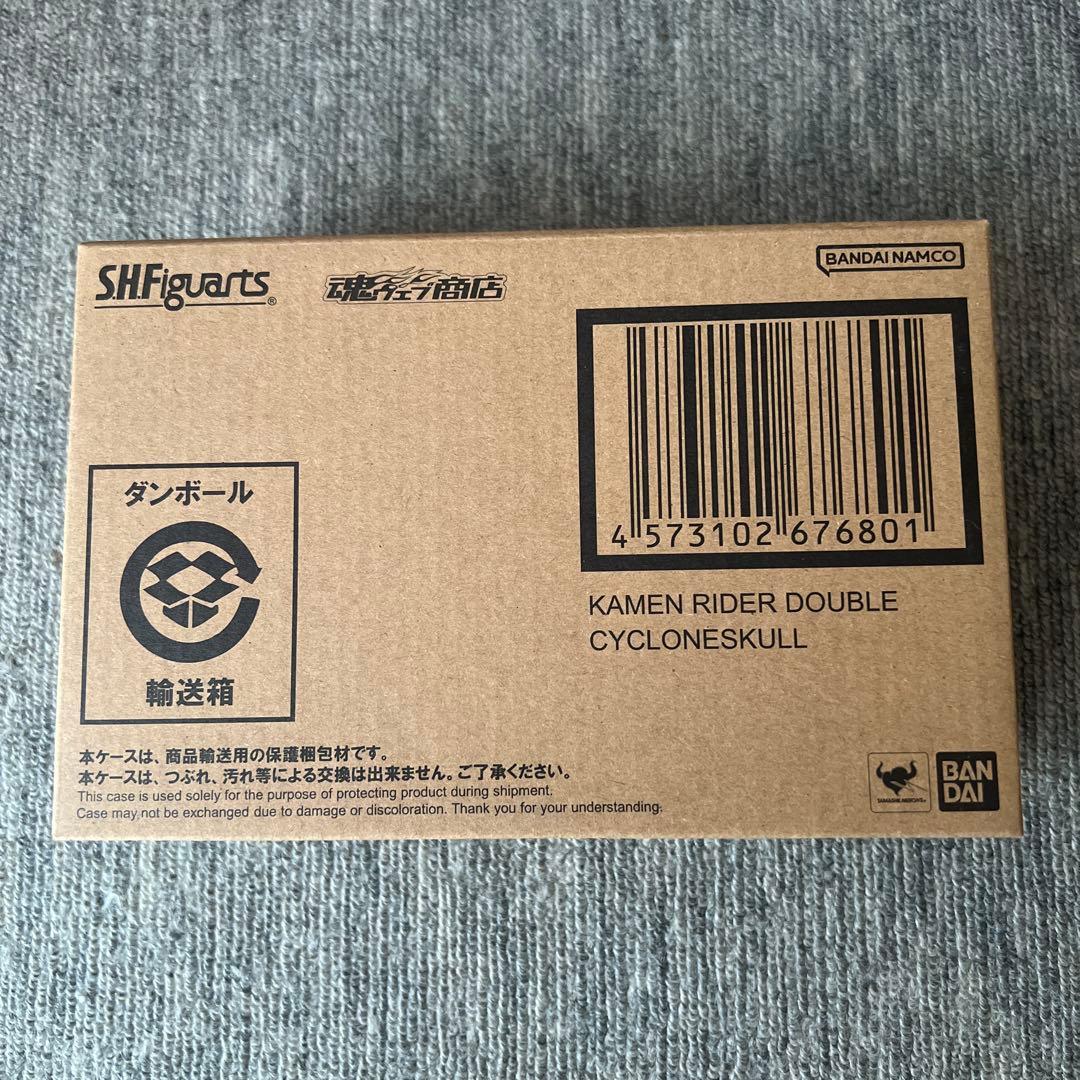 S.H.Figuarts®
魂ウェブ商店
BANDAI NAMCO
4 573102 676801
KAMEN RIDER DOUBLE
CYCLONESKULL
ダンボール
輸送箱
本ケースは、商品輸送用の保護梱包材です。
本ケースは、つぶれ、汚れ等による交換は出来ません。ご了承ください。
This case is used solely for the purpose of protecting product during shipment.
Case may not be exchanged due to damage or discoloration. Thank you for your understanding.
TAMASHII NATIONS
BAN
DAI